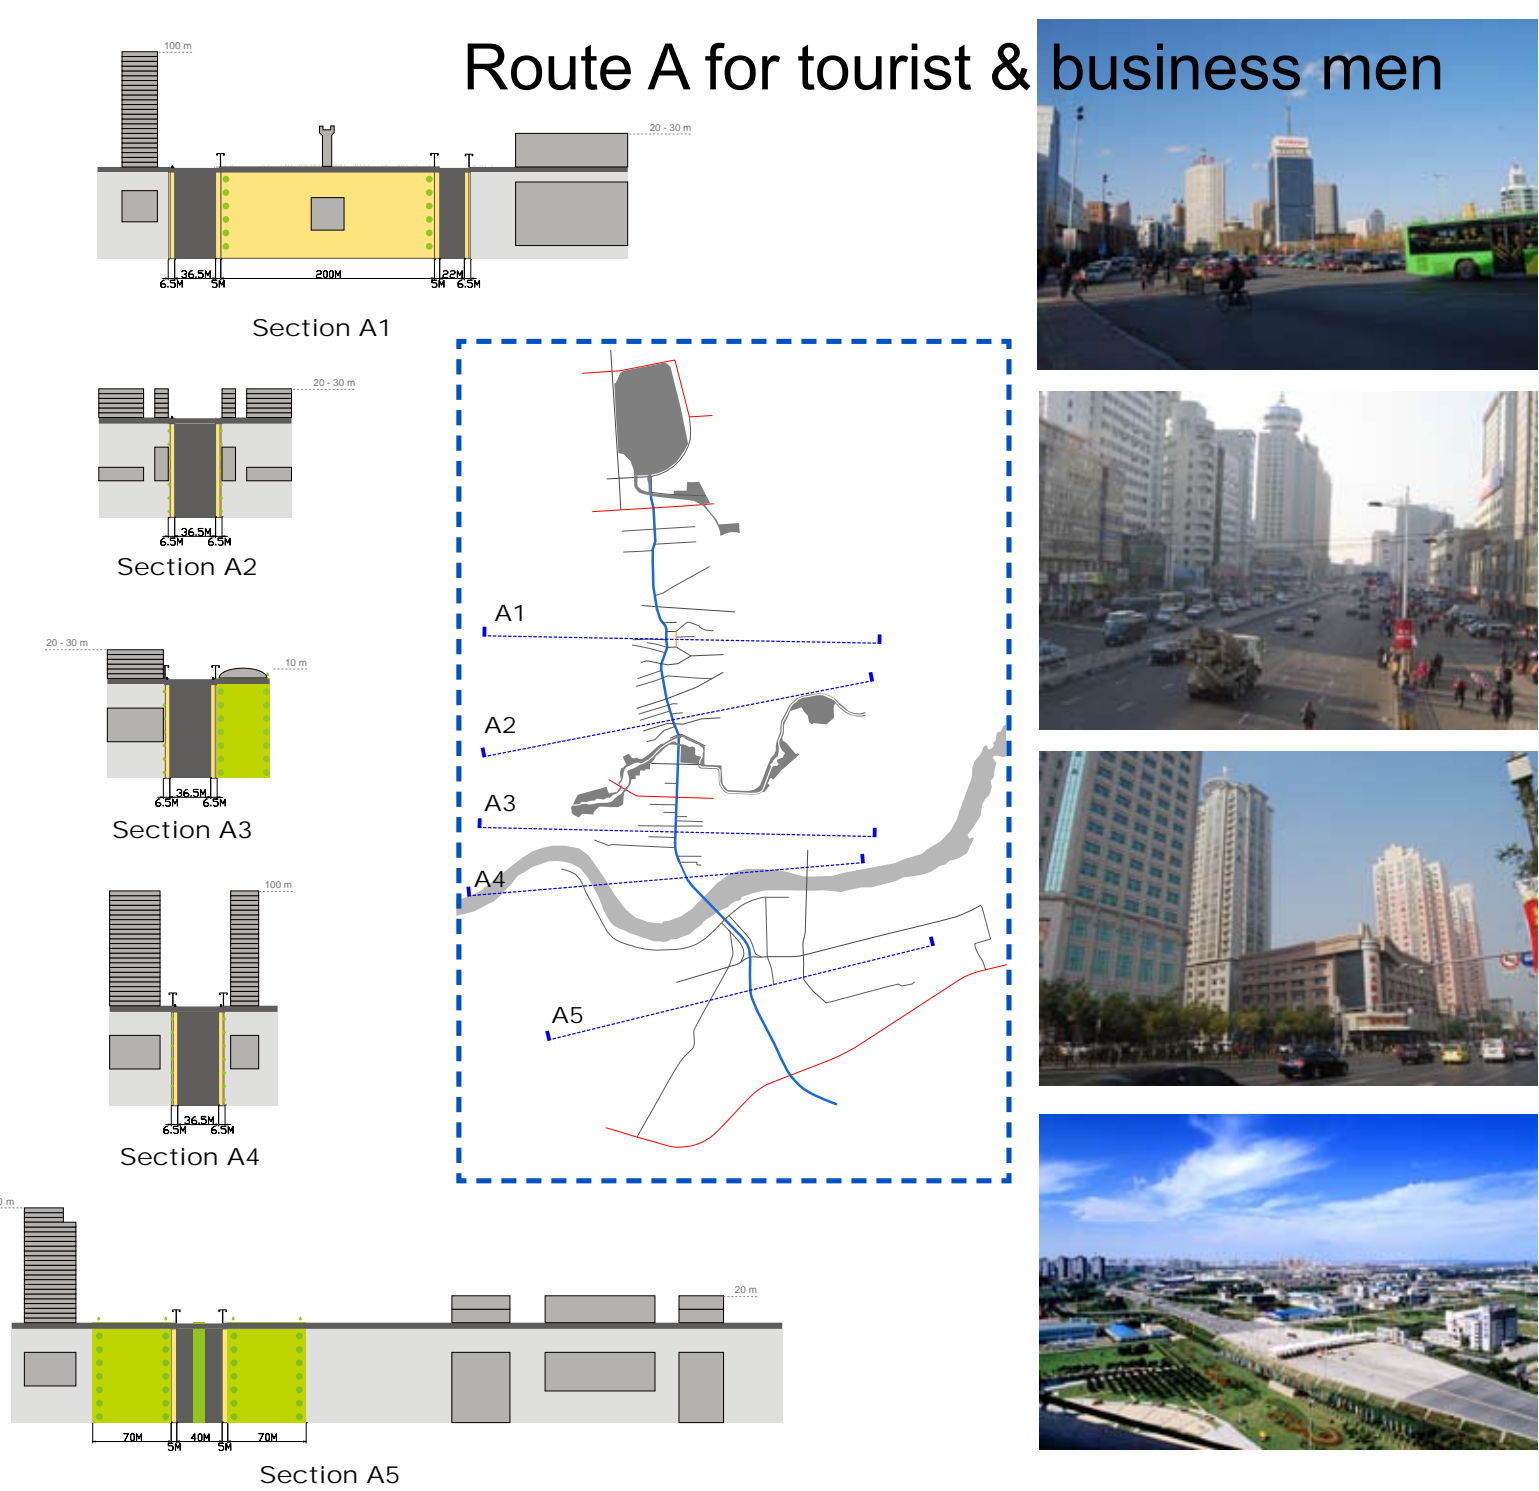 Route A for tourist & business men
100 m
20 - 30 m
36.5M
200M
22M
6.5M
5M
5M
6.5M
Section A1
20 - 30 m
36.5M
6.5M
6.5M
Section A2
20 - 30 m
10 m
36.5M
6.5M
6.5M
Section A3
100 m
36.5M
6.5M
6.5M
Section A4
0 m
20 m
70M
5M
40M
5M
70M
Section A5
A1
A2
A3
A4
A5